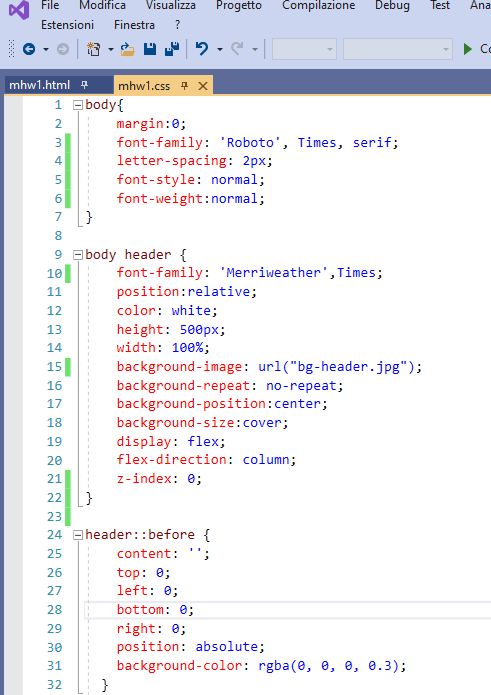 File Modifica Visualizza Progetto Compilazione Debug Test
Estensioni Finestra ?
mhw1.html mhw1.css
1 body{
2 margin:0;
3 font-family: 'Roboto', Times, serif;
4 letter-spacing: 2px;
5 font-style: normal;
6 font-weight:normal;
7 }
8
9 body header {
10 font-family: 'Merriweather',Times;
11 position:relative;
12 color: white;
13 height: 500px;
14 width: 100%;
15 background-image: url("bg-header.jpg");
16 background-repeat: no-repeat;
17 background-position:center;
18 background-size:cover;
19 display: flex;
20 flex-direction: column;
21 z-index: 0;
22 }
23
24 header::before {
25 content: '';
26 top: 0;
27 left: 0;
28 bottom: 0;
29 right: 0;
30 position: absolute;
31 background-color: rgba(0, 0, 0, 0.3);
32 }